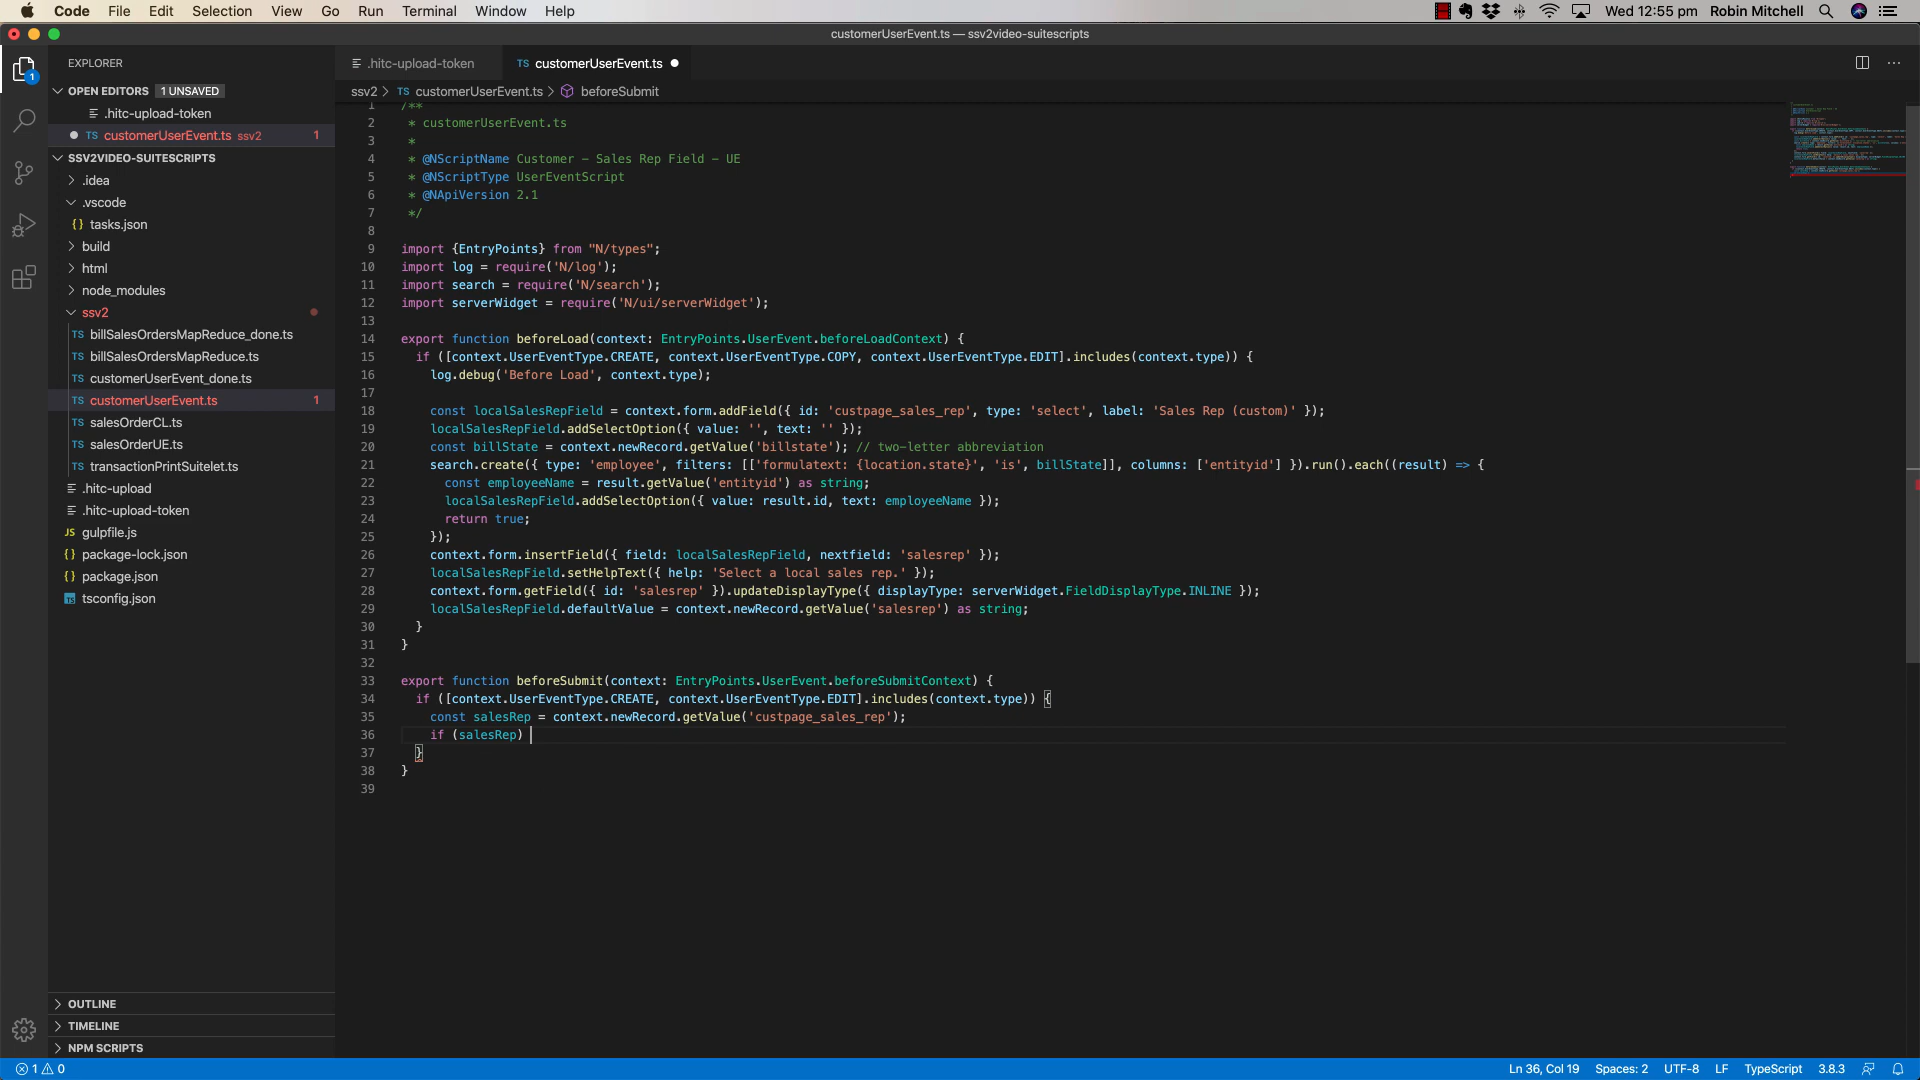 Code File Edit Selection View Go Run Terminal Window Help Wed 12:55 pm Robin Mitchell
customerUserEvent.ts — ssv2video-suitescripts
EXPLORER
OPEN EDITORS 1 UNSAVED
.hitc-upload-token
TS customerUserEvent.ts ssv2 1
SSV2VIDEO-SUITESCRIPTS
.idea
.vscode
{} tasks.json
build
html
node_modules
ssv2
TS billSalesOrdersMapReduce_done.ts
TS billSalesOrdersMapReduce.ts
TS customerUserEvent_done.ts
TS customerUserEvent.ts 1
TS salesOrderCL.ts
TS salesOrderUE.ts
TS transactionPrintSuitelet.ts
.hitc-upload
.hitc-upload-token
JS gulpfile.js
{} package-lock.json
{} package.json
tsconfig.json
OUTLINE
TIMELINE
NPM SCRIPTS
1
.hitc-upload-token TS customerUserEvent.ts
ssv2 > TS customerUserEvent.ts > beforeSubmit
1 /**
2 * customerUserEvent.ts
3 *
4 * @NScriptName Customer - Sales Rep Field - UE
5 * @NScriptType UserEventScript
6 * @NApiVersion 2.1
7 */
8
9 import {EntryPoints} from "N/types";
10 import log = require('N/log');
11 import search = require('N/search');
12 import serverWidget = require('N/ui/serverWidget');
13
14 export function beforeLoad(context: EntryPoints.UserEvent.beforeLoadContext) {
15 if ([context.UserEventType.CREATE, context.UserEventType.COPY, context.UserEventType.EDIT].includes(context.type)) {
16 log.debug('Before Load', context.type);
17
18 const localSalesRepField = context.form.addField({ id: 'custpage_sales_rep', type: 'select', label: 'Sales Rep (custom)' });
19 localSalesRepField.addSelectOption({ value: '', text: '' });
20 const billState = context.newRecord.getValue('billstate'); // two-letter abbreviation
21 search.create({ type: 'employee', filters: [['formulatext: {location.state}', 'is', billState]], columns: ['entityid'] }).run().each((result) => {
22 const employeeName = result.getValue('entityid') as string;
23 localSalesRepField.addSelectOption({ value: result.id, text: employeeName });
24 return true;
25 });
26 context.form.insertField({ field: localSalesRepField, nextfield: 'salesrep' });
27 localSalesRepField.setHelpText({ help: 'Select a local sales rep.' });
28 context.form.getField({ id: 'salesrep' }).updateDisplayType({ displayType: serverWidget.FieldDisplayType.INLINE });
29 localSalesRepField.defaultValue = context.newRecord.getValue('salesrep') as string;
30 }
31 }
32
33 export function beforeSubmit(context: EntryPoints.UserEvent.beforeSubmitContext) {
34 if ([context.UserEventType.CREATE, context.UserEventType.EDIT].includes(context.type)) {
35 const salesRep = context.newRecord.getValue('custpage_sales_rep');
36 if (salesRep)
37 }
38 }
39
1 0 Ln 36, Col 19 Spaces: 2 UTF-8 LF TypeScript 3.8.3